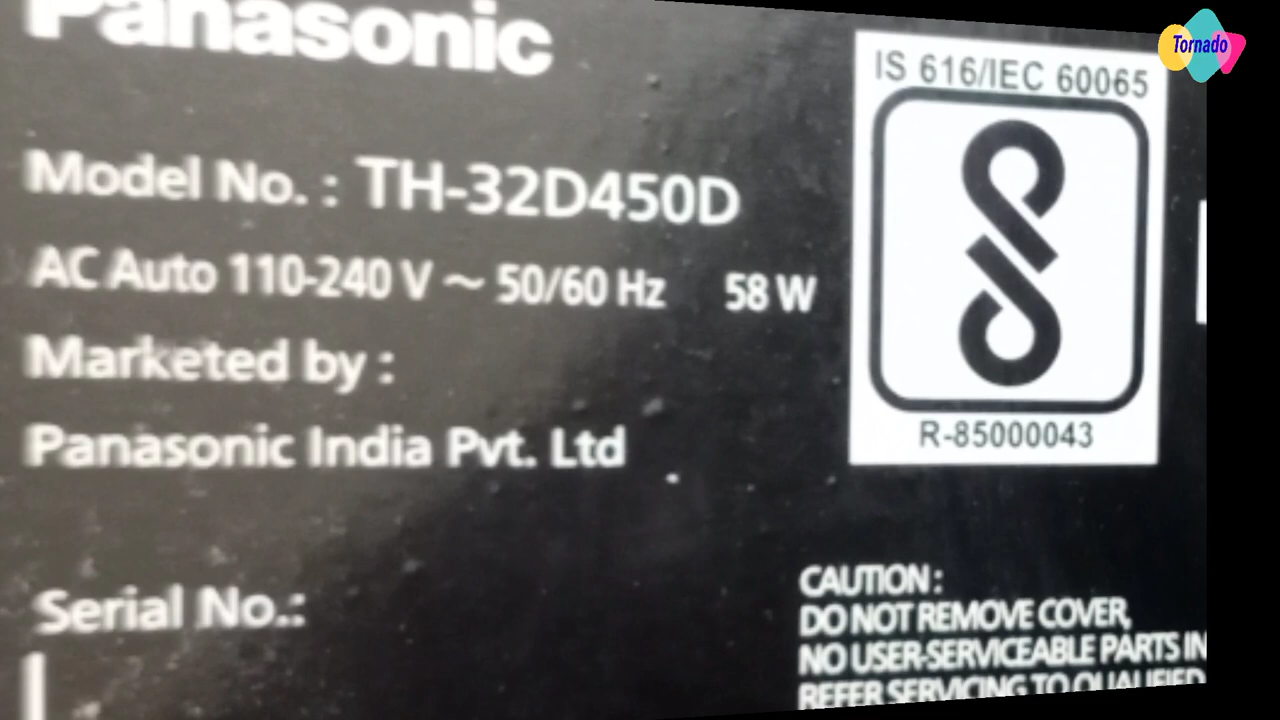 Panasonic
Model No. : TH-32D450D
AC Auto 110-240 V ~ 50/60 Hz 58 W
Marketed by :
Panasonic India Pvt. Ltd
Serial No.:
IS 616/IEC 60065
R-85000043
CAUTION :
DO NOT REMOVE COVER,
NO USER-SERVICEABLE PARTS IN
REFER SERVICING TO QUALIFIED
Tornado